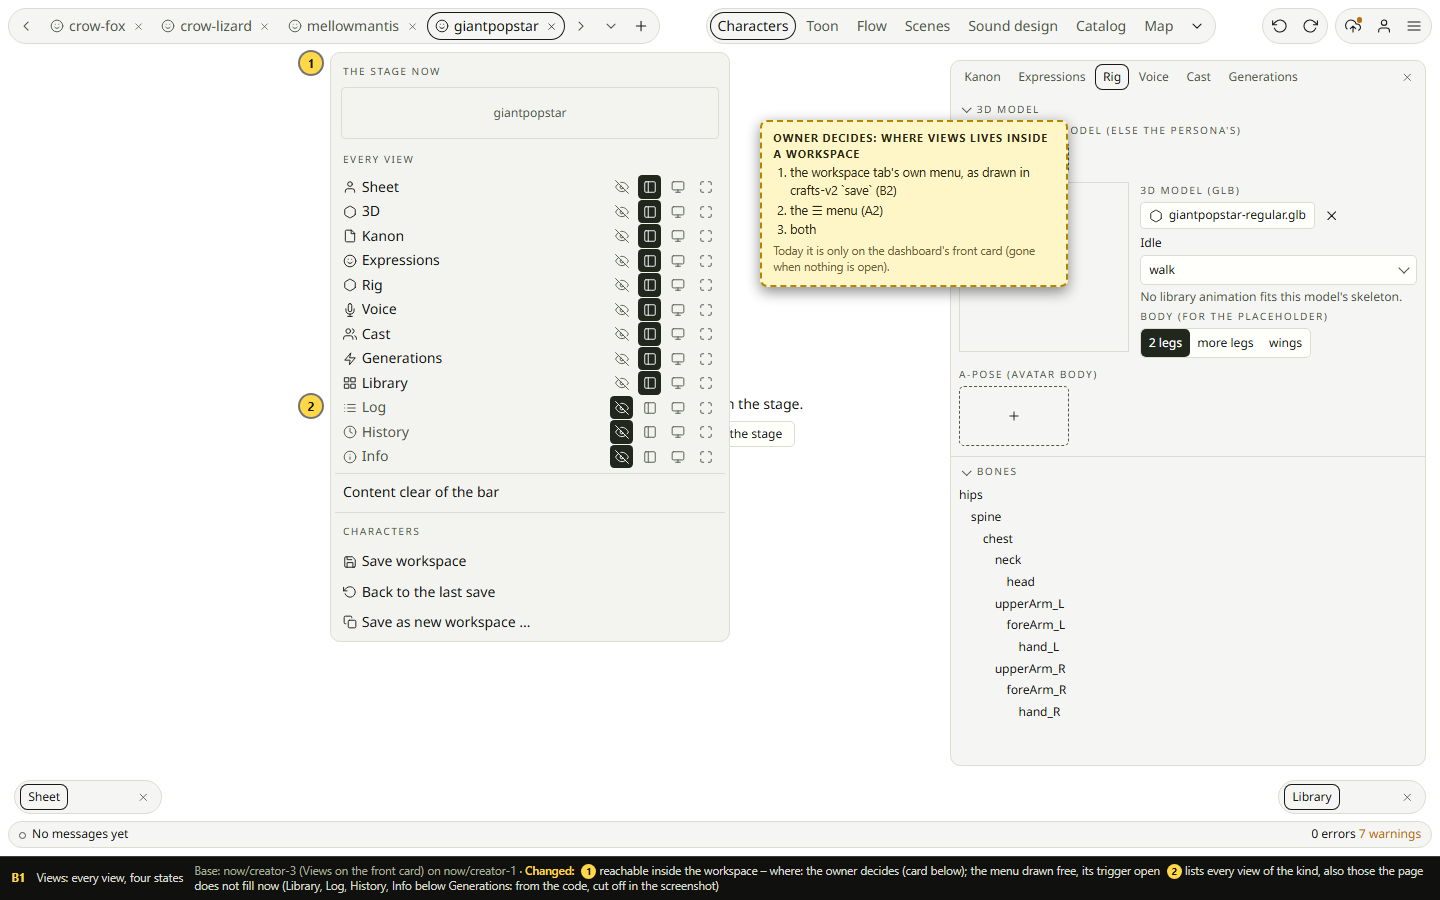 crow-fox
crow-lizard
mellowmantis
giantpopstar
Characters
Toon
Flow
Scenes
Sound design
Catalog
Map
1
THE STAGE NOW
giantpopstar
EVERY VIEW
Sheet
3D
Kanon
Expressions
Rig
Voice
Cast
Generations
Library
2
Log
History
Info
Content clear of the bar
CHARACTERS
Save workspace
Back to the last save
Save as new workspace ...
n the stage.
the stage
OWNER DECIDES: WHERE VIEWS LIVES INSIDE
A WORKSPACE
1. the workspace tab's own menu, as drawn in
crafts-v2 `save` (B2)
2. the ☰ menu (A2)
3. both
Today it is only on the dashboard's front card (gone
when nothing is open).
Kanon
Expressions
Rig
Voice
Cast
Generations
3D MODEL
ODEL (ELSE THE PERSONA'S)
3D MODEL (GLB)
giantpopstar-regular.glb
Idle
walk
No library animation fits this model's skeleton.
BODY (FOR THE PLACEHOLDER)
2 legs
more legs
wings
A-POSE (AVATAR BODY)
BONES
hips
spine
chest
neck
head
upperArm_L
foreArm_L
hand_L
upperArm_R
foreArm_R
hand_R
Sheet
Library
No messages yet
0 errors 7 warnings
B1 Views: every view, four states
Base: now/creator-3 (Views on the front card) on now/creator-1 · Changed: 1 reachable inside the workspace – where: the owner decides (card below); the menu drawn free, its trigger open 2 lists every view of the kind, also those the page
does not fill now (Library, Log, History, Info below Generations: from the code, cut off in the screenshot)